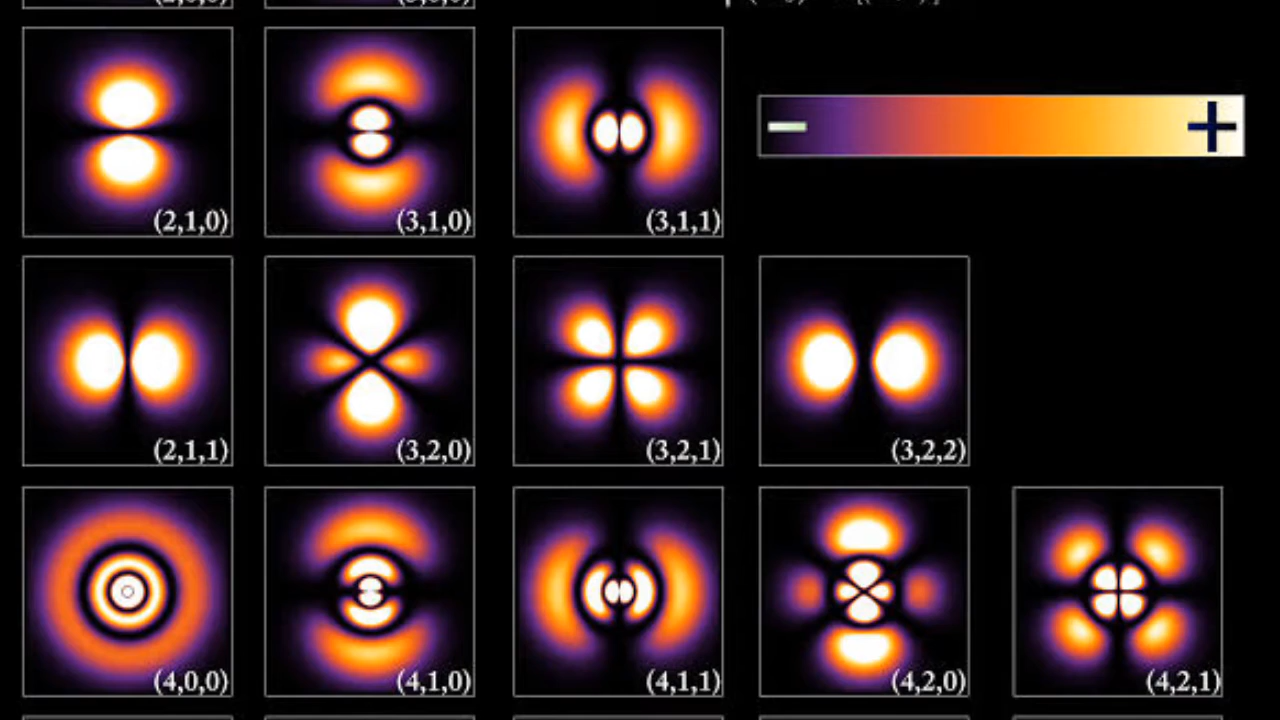 (2,1,0) (3,1,0) (3,1,1)
− +
(2,1,1) (3,2,0) (3,2,1) (3,2,2)
(4,0,0) (4,1,0) (4,1,1) (4,2,0) (4,2,1)